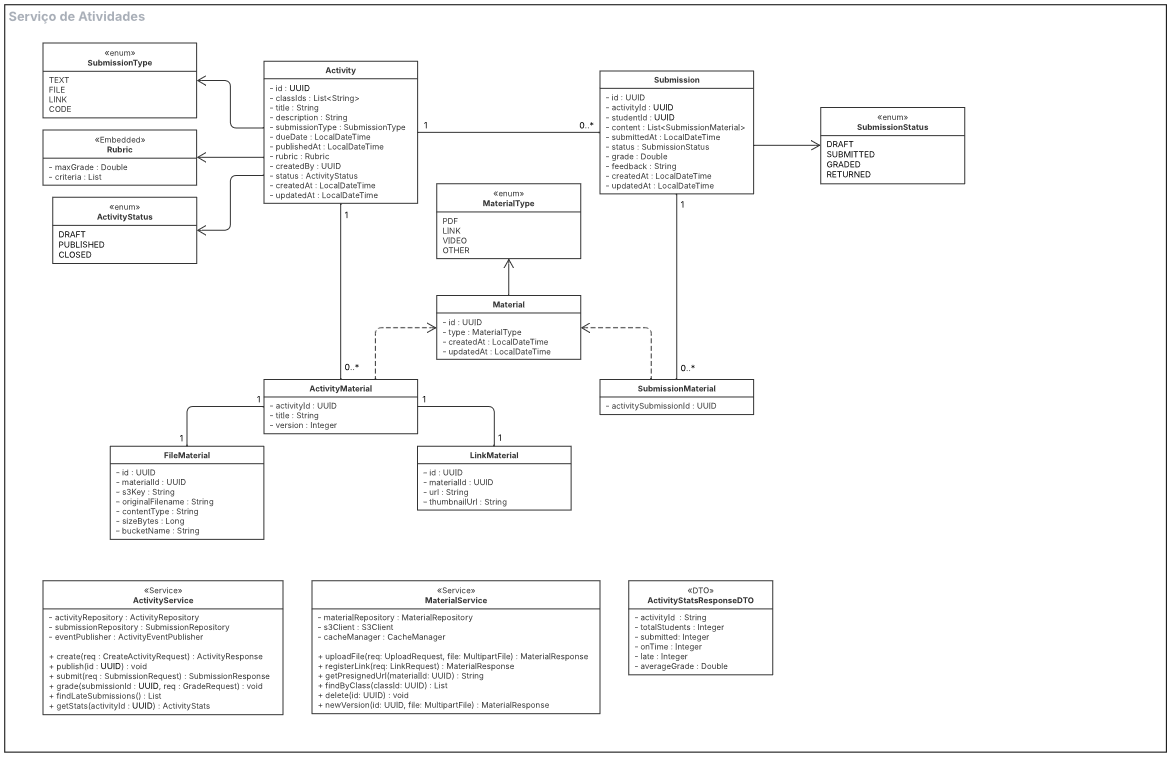 Serviço de Atividades
«enum»
SubmissionType
TEXT
FILE
LINK
CODE
«Embedded»
Rubric
- maxGrade : Double
- criteria : List
«enum»
ActivityStatus
DRAFT
PUBLISHED
CLOSED
Activity
- id : UUID
- classIds : List<String>
- title : String
- description : String
- submissionType : SubmissionType
- dueDate : LocalDateTime
- publishedAt : LocalDateTime
- rubric : Rubric
- createdBy : UUID
- status : ActivityStatus
- createdAt : LocalDateTime
- updatedAt : LocalDateTime
1
0..*
1
Submission
- id : UUID
- activityId : UUID
- studentId : UUID
- content : List<SubmissionMaterial>
- submittedAt : LocalDateTime
- status : SubmissionStatus
- grade : Double
- feedback : String
- createdAt : LocalDateTime
- updatedAt : LocalDateTime
1
«enum»
SubmissionStatus
DRAFT
SUBMITTED
GRADED
RETURNED
«enum»
MaterialType
PDF
LINK
VIDEO
OTHER
Material
- id : UUID
- type : MaterialType
- createdAt : LocalDateTime
- updatedAt : LocalDateTime
0..*
0..*
ActivityMaterial
- activityId : UUID
- title : String
- version : Integer
SubmissionMaterial
- activitySubmissionId : UUID
1
1
1
1
FileMaterial
- id : UUID
- materialId : UUID
- s3Key : String
- originalFilename : String
- contentType : String
- sizeBytes : Long
- bucketName : String
LinkMaterial
- id : UUID
- materialId : UUID
- url : String
- thumbnailUrl : String
«Service»
ActivityService
- activityRepository : ActivityRepository
- submissionRepository : SubmissionRepository
- eventPublisher : ActivityEventPublisher
+ create(req : CreateActivityRequest) : ActivityResponse
+ publish(id : UUID) : void
+ submit(req : SubmissionRequest) : SubmissionResponse
+ grade(submissionId : UUID, req : GradeRequest) : void
+ findLateSubmissions() : List
+ getStats(activityId : UUID) : ActivityStats
«Service»
MaterialService
- materialRepository : MaterialRepository
- s3Client : S3Client
- cacheManager : CacheManager
+ uploadFile(req: UploadRequest, file: MultipartFile) : MaterialResponse
+ registerLink(req: LinkRequest) : MaterialResponse
+ getPresignedUrl(materialId: UUID) : String
+ findByClass(classId: UUID) : List
+ delete(id: UUID) : void
+ newVersion(id: UUID, file: MultipartFile) : MaterialResponse
«DTO»
ActivityStatsResponseDTO
- activityId : String
- totalStudents : Integer
- submitted: Integer
- onTime : Integer
- late : Integer
- averageGrade : Double